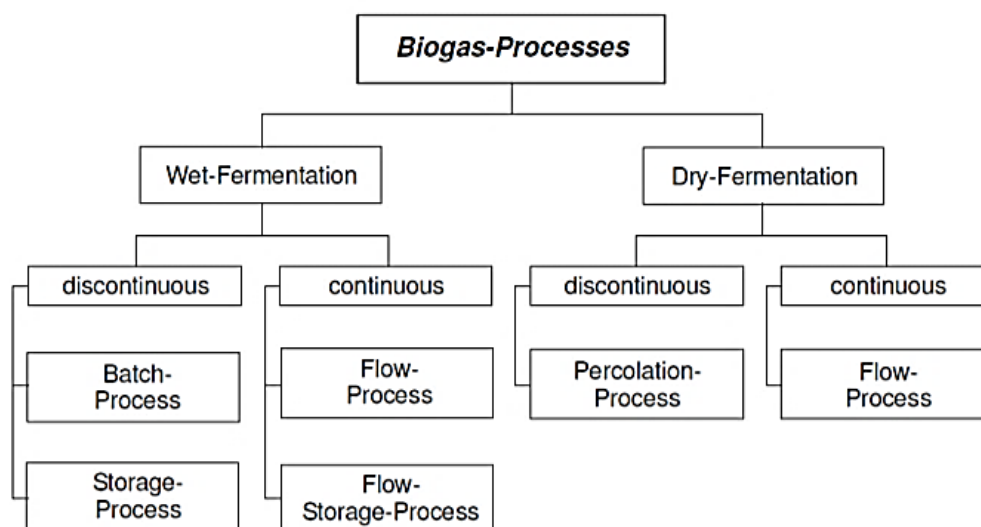 Biogas-Processes
Wet-Fermentation
Dry-Fermentation
discontinuous
continuous
discontinuous
continuous
Batch-
Process
Flow-
Process
Percolation-
Process
Flow-
Process
Storage-
Process
Flow-
Storage-Process